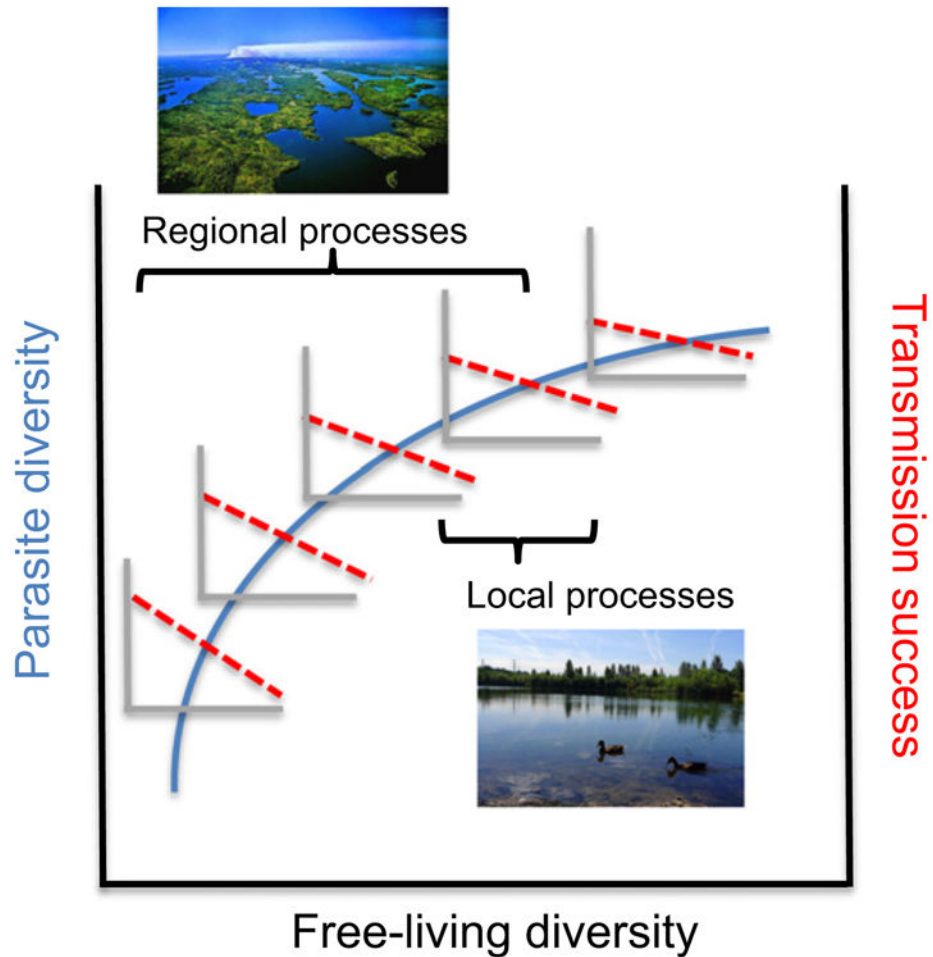 Regional processes
Parasite diversity
Transmission success
Local processes
Free-living diversity